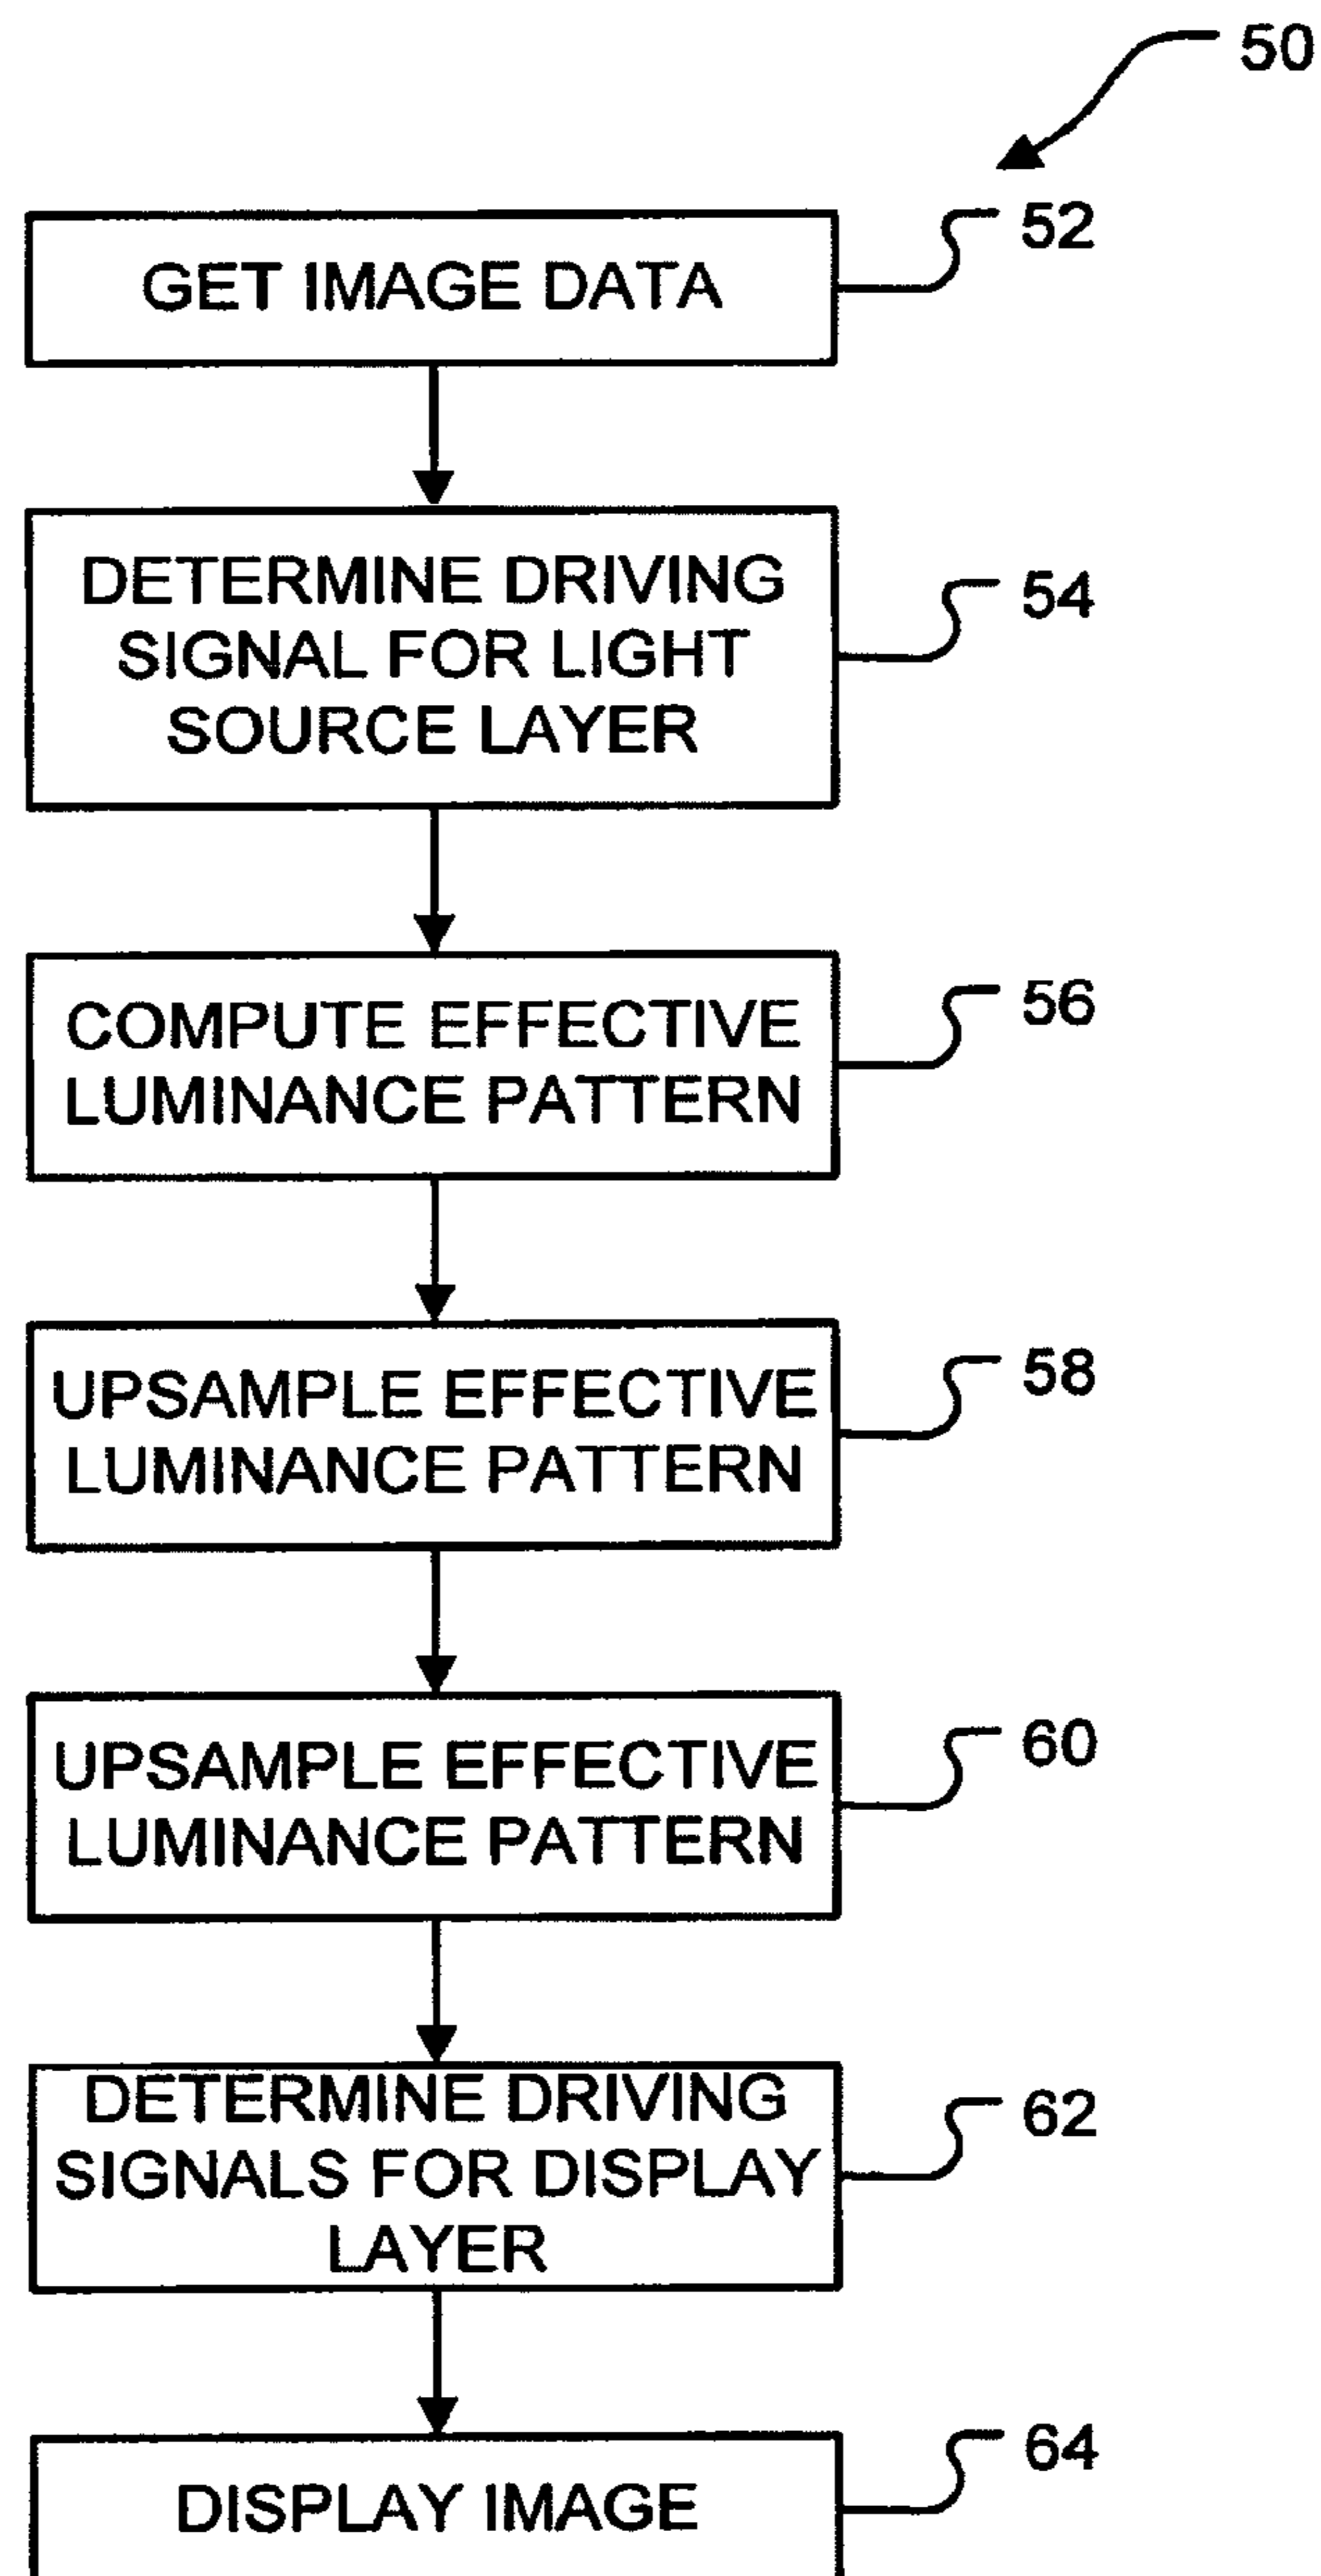 50
GET IMAGE DATA
52
DETERMINE DRIVING
SIGNAL FOR LIGHT
SOURCE LAYER
54
COMPUTE EFFECTIVE
LUMINANCE PATTERN
56
UPSAMPLE EFFECTIVE
LUMINANCE PATTERN
58
UPSAMPLE EFFECTIVE
LUMINANCE PATTERN
60
DETERMINE DRIVING
SIGNALS FOR DISPLAY
LAYER
62
DISPLAY IMAGE
64